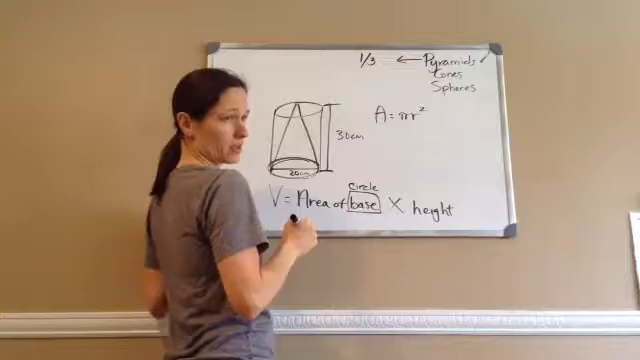 1/3 ← Pyramids
Cones
Spheres
A = πr²
30cm
20cm
circle
V = Area of base X height